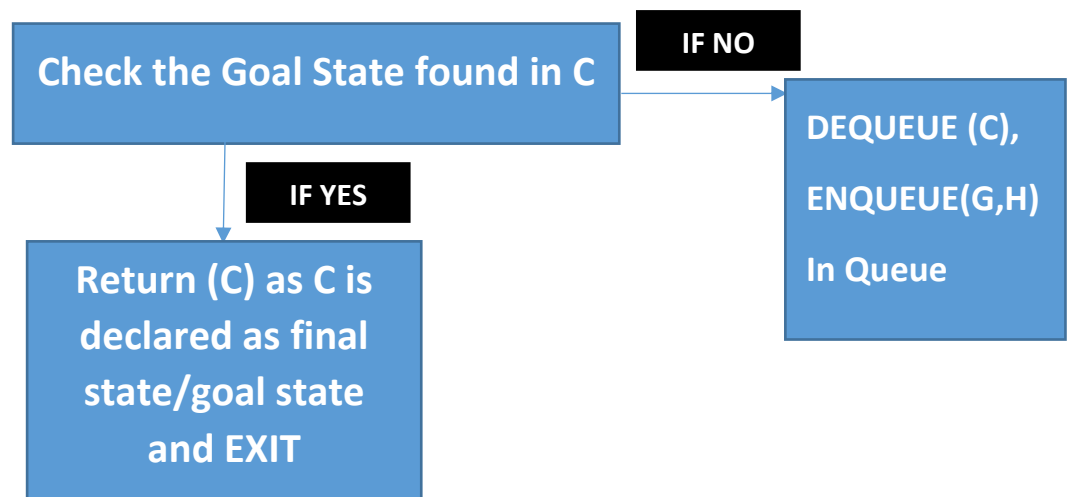 IF NO
Check the Goal State found in C
DEQUEUE (C),
ENQUEUE(G,H)
In Queue
IF YES
Return (C) as C is
declared as final
state/goal state
and EXIT